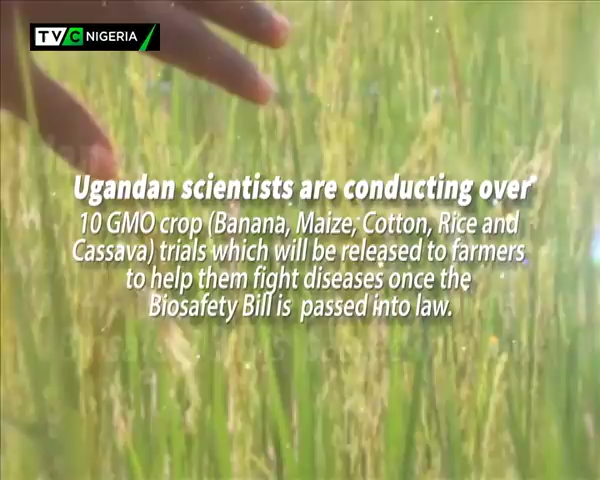 TVC NIGERIA
Ugandan scientists are conducting over
10 GMO crop (Banana, Maize, Cotton, Rice and
Cassava) trials which will be released to farmers
to help them fight diseases once the
Biosafety Bill is passed into law.